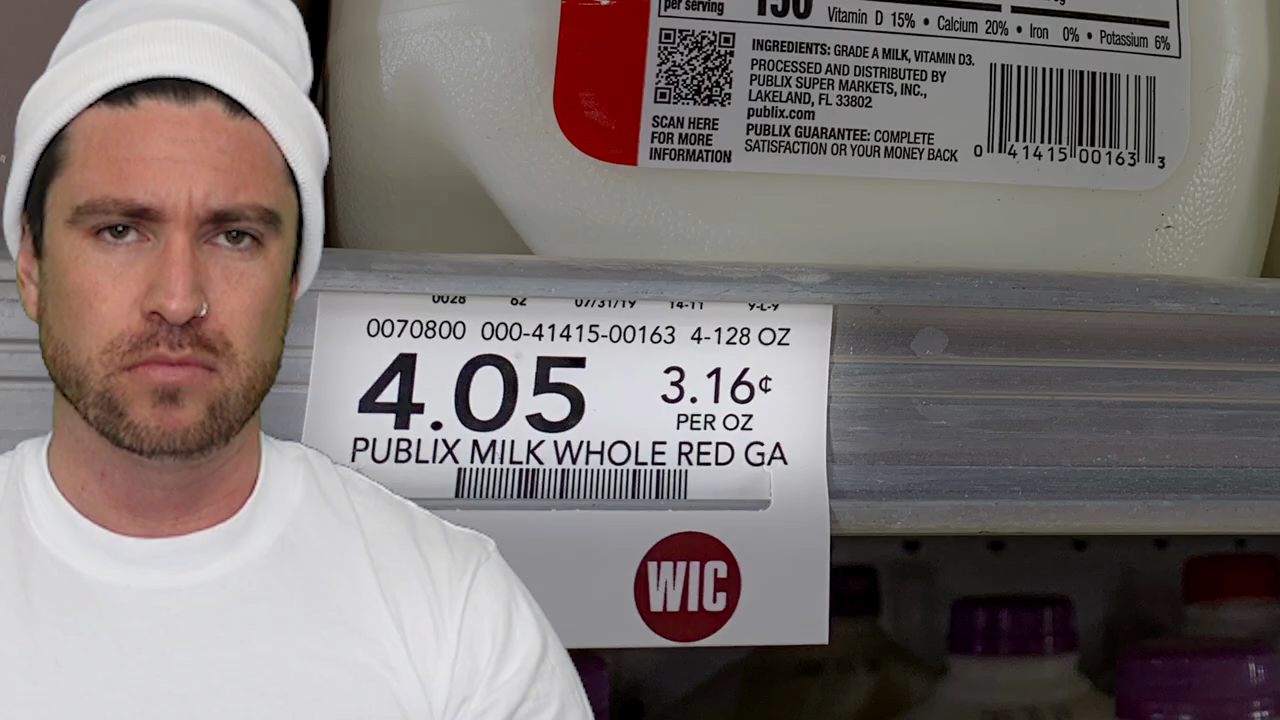 per serving
150
Vitamin D 15% • Calcium 20% • Iron 0% • Potassium 6%
SCAN HERE
FOR MORE
INFORMATION
INGREDIENTS: GRADE A MILK, VITAMIN D3.
PROCESSED AND DISTRIBUTED BY
PUBLIX SUPER MARKETS, INC.,
LAKELAND, FL 33802
publix.com
PUBLIX GUARANTEE: COMPLETE
SATISFACTION OR YOUR MONEY BACK
0 41415 00163 3
0028 62 07/31/19 14-11 9-L-9
0070800 000-41415-00163 4-128 OZ
4.05
3.16¢
PER OZ
PUBLIX MILK WHOLE RED GA
WIC